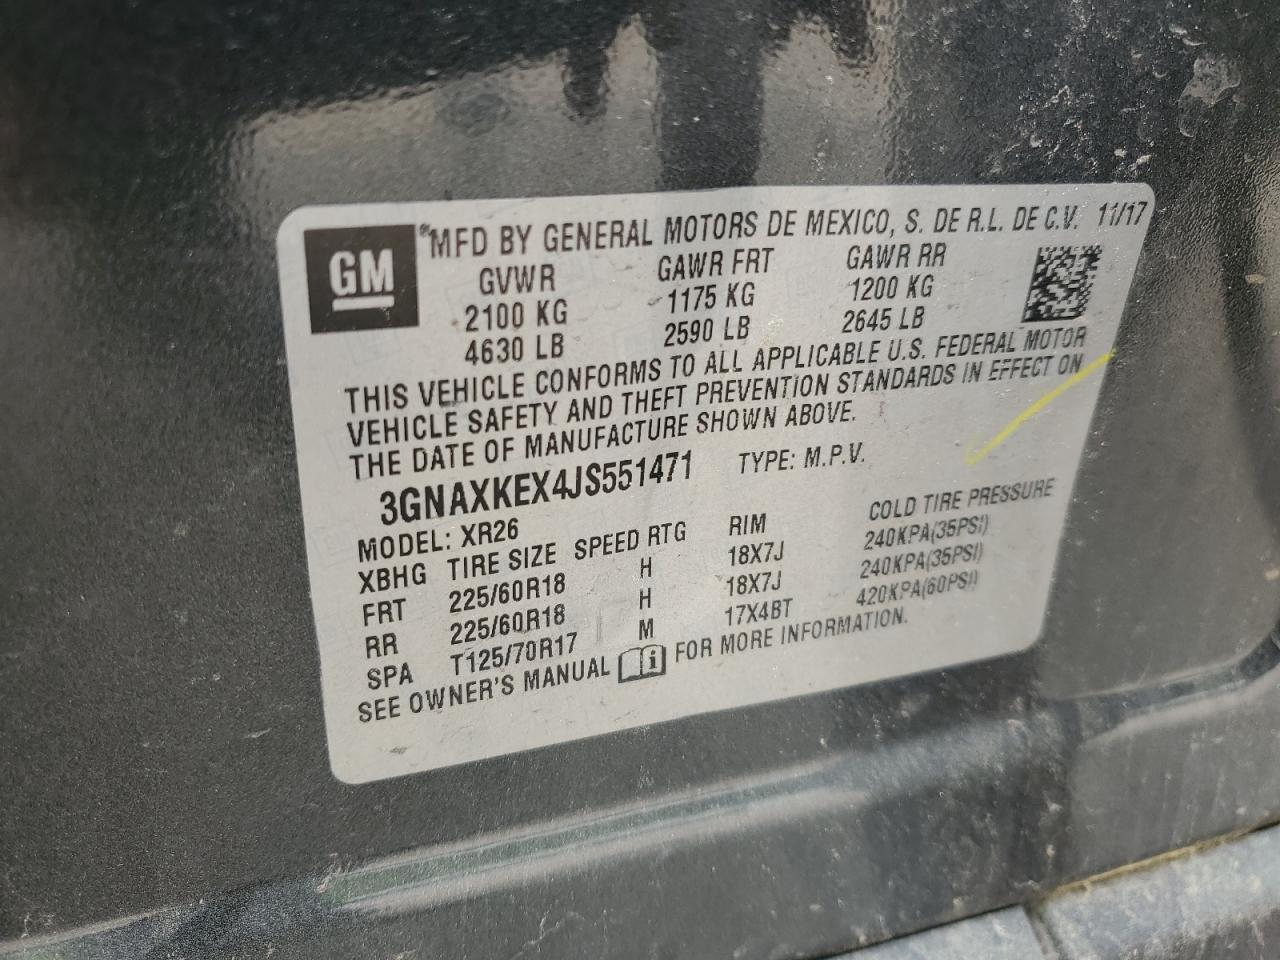 GM
*MFD BY GENERAL MOTORS DE MEXICO, S. DE R.L. DE C.V. 11/17
GVWR GAWR FRT GAWR RR
2100 KG 1175 KG 1200 KG
4630 LB 2590 LB 2645 LB
THIS VEHICLE CONFORMS TO ALL APPLICABLE U.S. FEDERAL MOTOR
VEHICLE SAFETY AND THEFT PREVENTION STANDARDS IN EFFECT ON
THE DATE OF MANUFACTURE SHOWN ABOVE.
3GNAXKEX4JS551471 TYPE: M.P.V.
MODEL: XR26
XBHG TIRE SIZE SPEED RTG RIM COLD TIRE PRESSURE
FRT 225/60R18 H 18X7J 240KPA(35PSI)
RR 225/60R18 H 18X7J 240KPA(35PSI)
SPA T125/70R17 M 17X4BT 420KPA(60PSI)
SEE OWNER'S MANUAL i FOR MORE INFORMATION.